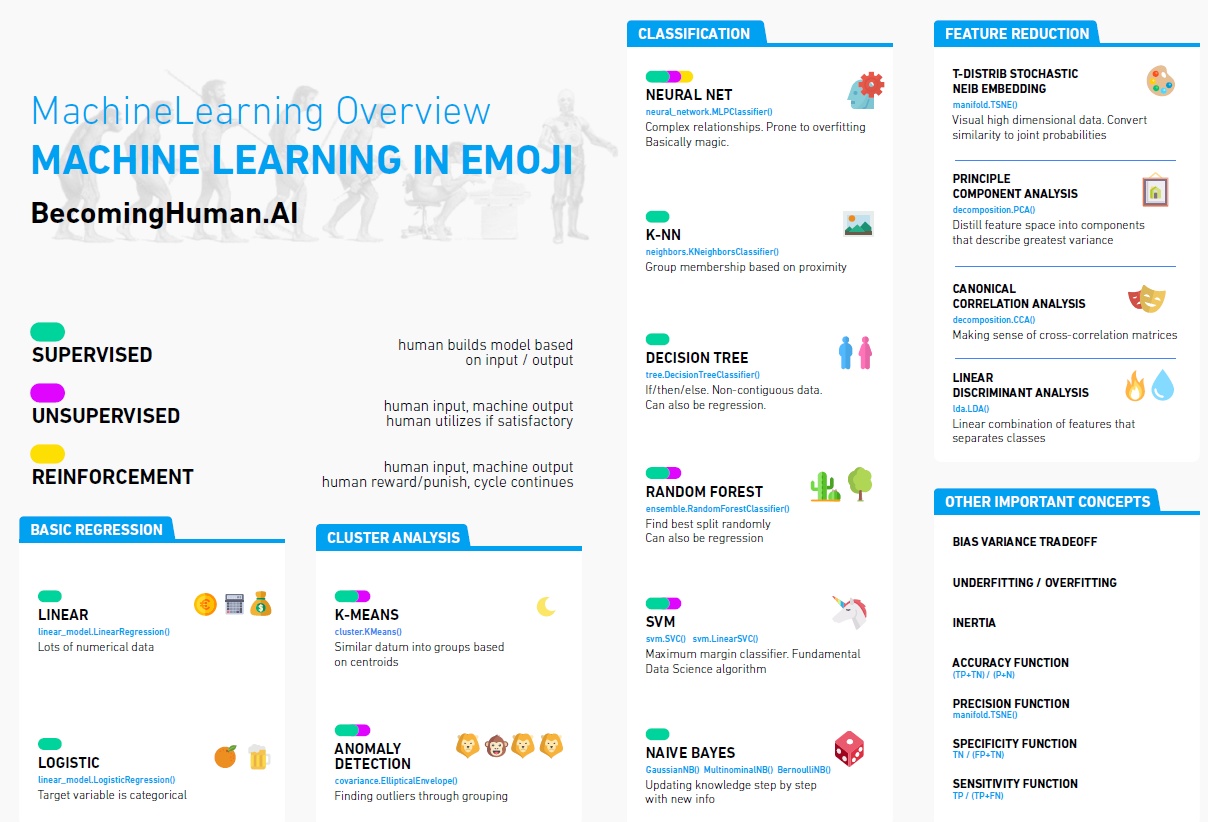 MachineLearning Overview
MACHINE LEARNING IN EMOJI
BecomingHuman.AI
SUPERVISED
human builds model based
on input / output
UNSUPERVISED
human input, machine output
human utilizes if satisfactory
REINFORCEMENT
human input, machine output
human reward/punish, cycle continues
BASIC REGRESSION
LINEAR
linear_model.LinearRegression()
Lots of numerical data
LOGISTIC
linear_model.LogisticRegression()
Target variable is categorical
CLUSTER ANALYSIS
K-MEANS
cluster.KMeans()
Similar datum into groups based
on centroids
ANOMALY
DETECTION
covariance.EllipticalEnvelope()
Finding outliers through grouping
CLASSIFICATION
NEURAL NET
neural_network.MLPClassifier()
Complex relationships. Prone to overfitting
Basically magic.
K-NN
neighbors.KNeighborsClassifier()
Group membership based on proximity
DECISION TREE
tree.DecisionTreeClassifier()
If/then/else. Non-contiguous data.
Can also be regression.
RANDOM FOREST
ensemble.RandomForestClassifier()
Find best split randomly
Can also be regression
SVM
svm.SVC() svm.LinearSVC()
Maximum margin classifier. Fundamental
Data Science algorithm
NAIVE BAYES
GaussianNB() MultinominalNB() BernoulliNB()
Updating knowledge step by step
with new info
FEATURE REDUCTION
T-DISTRIB STOCHASTIC
NEIB EMBEDDING
manifold.TSNE()
Visual high dimensional data. Convert
similarity to joint probabilities
PRINCIPLE
COMPONENT ANALYSIS
decomposition.PCA()
Distill feature space into components
that describe greatest variance
CANONICAL
CORRELATION ANALYSIS
decomposition.CCA()
Making sense of cross-correlation matrices
LINEAR
DISCRIMINANT ANALYSIS
lda.LDA()
Linear combination of features that
separates classes
OTHER IMPORTANT CONCEPTS
BIAS VARIANCE TRADEOFF
UNDERFITTING / OVERFITTING
INERTIA
ACCURACY FUNCTION
(TP+TN) / (P+N)
PRECISION FUNCTION
manifold.TSNE()
SPECIFICITY FUNCTION
TN / (FP+TN)
SENSITIVITY FUNCTION
TP / (TP+FN)